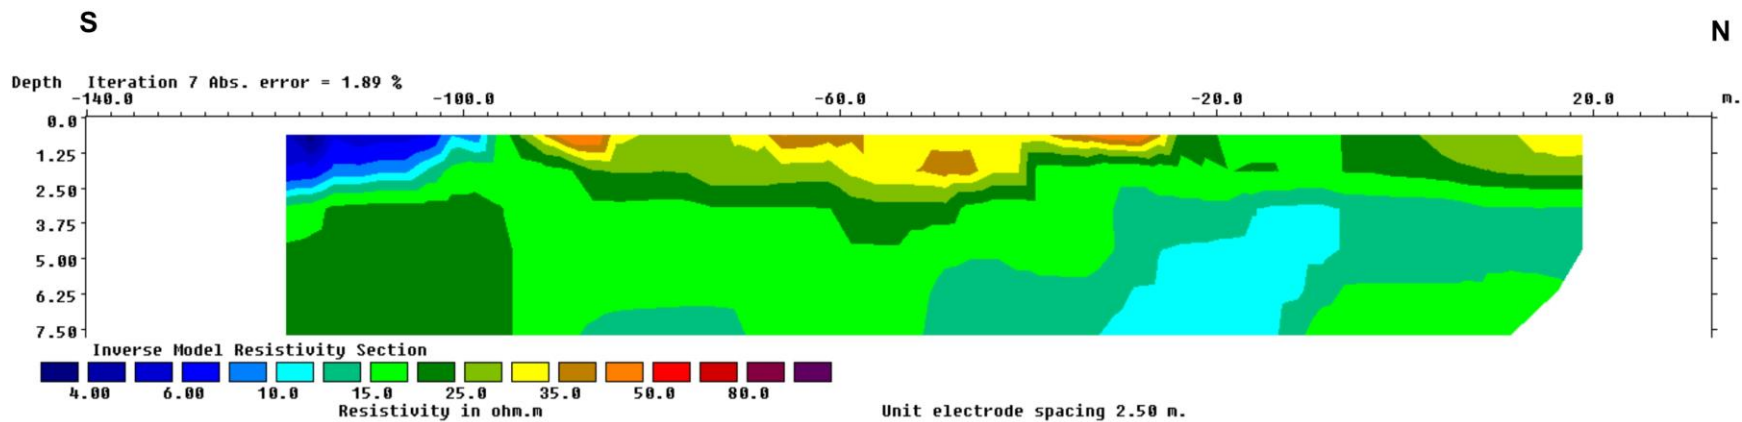 S
N
Depth Iteration 7 Abs. error = 1.89 %
-140.0 -100.0 -60.0 -20.0 20.0 m.
0.0
1.25
2.50
3.75
5.00
6.25
7.50
Inverse Model Resistivity Section
4.00 6.00 10.0 15.0 25.0 35.0 50.0 80.0
Resistivity in ohm.m Unit electrode spacing 2.50 m.